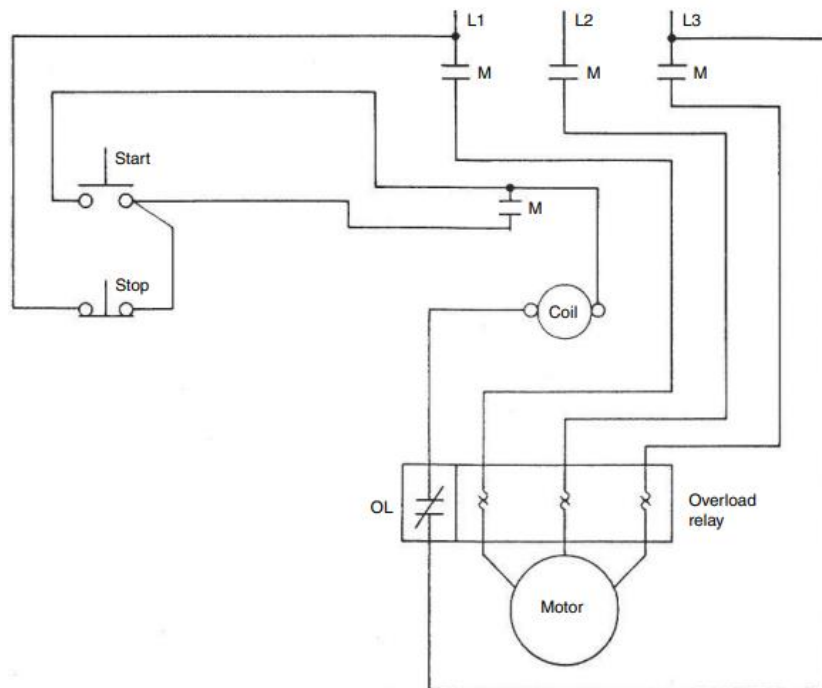 L1
L2
L3
M
M
M
Start
M
Stop
Coil
OL
Overload
relay
Motor